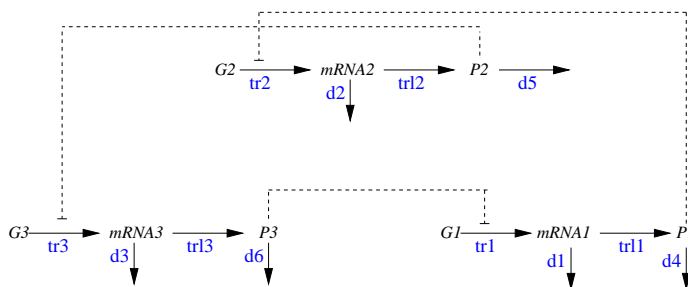 G2 mRNA2 P2
tr2 trl2 d5
d2
G3 mRNA3 P3 G1 mRNA1 P
tr3 trl3 tr1 trl1
d3 d6 d1 d4